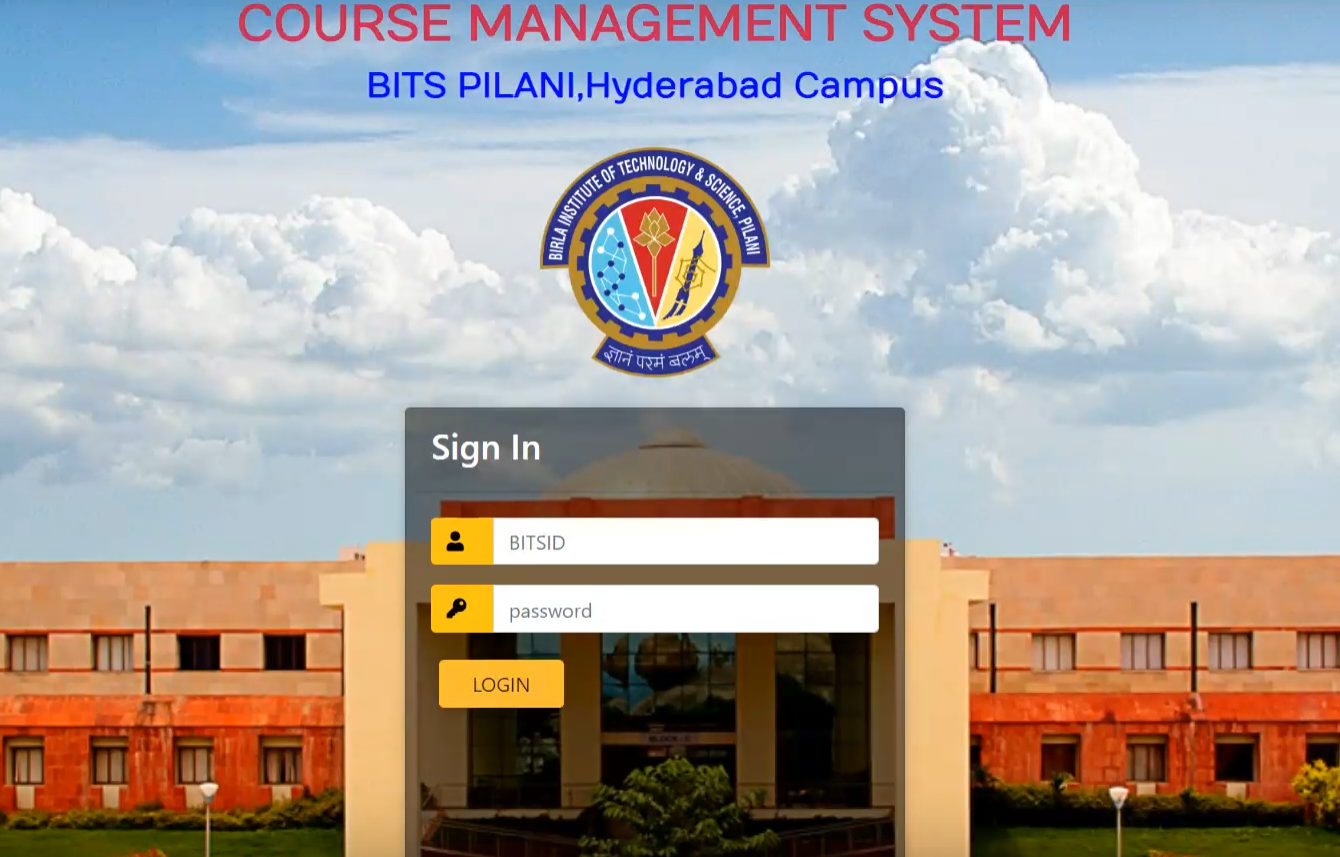 COURSE MANAGEMENT SYSTEM
BITS PILANI,Hyderabad Campus
BIRLA INSTITUTE OF TECHNOLOGY & SCIENCE, PILANI
ज्ञानं परमं बलम्
Sign In
BITSID
password
LOGIN